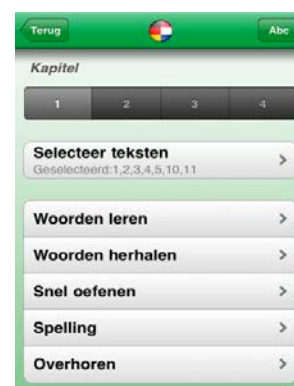 Terug
Abc
Kapitel
1 2 3 4
Selecteer teksten
Geselecteerd:1,2,3,4,5,10,11
Woorden leren
Woorden herhalen
Snel oefenen
Spelling
Overhoren